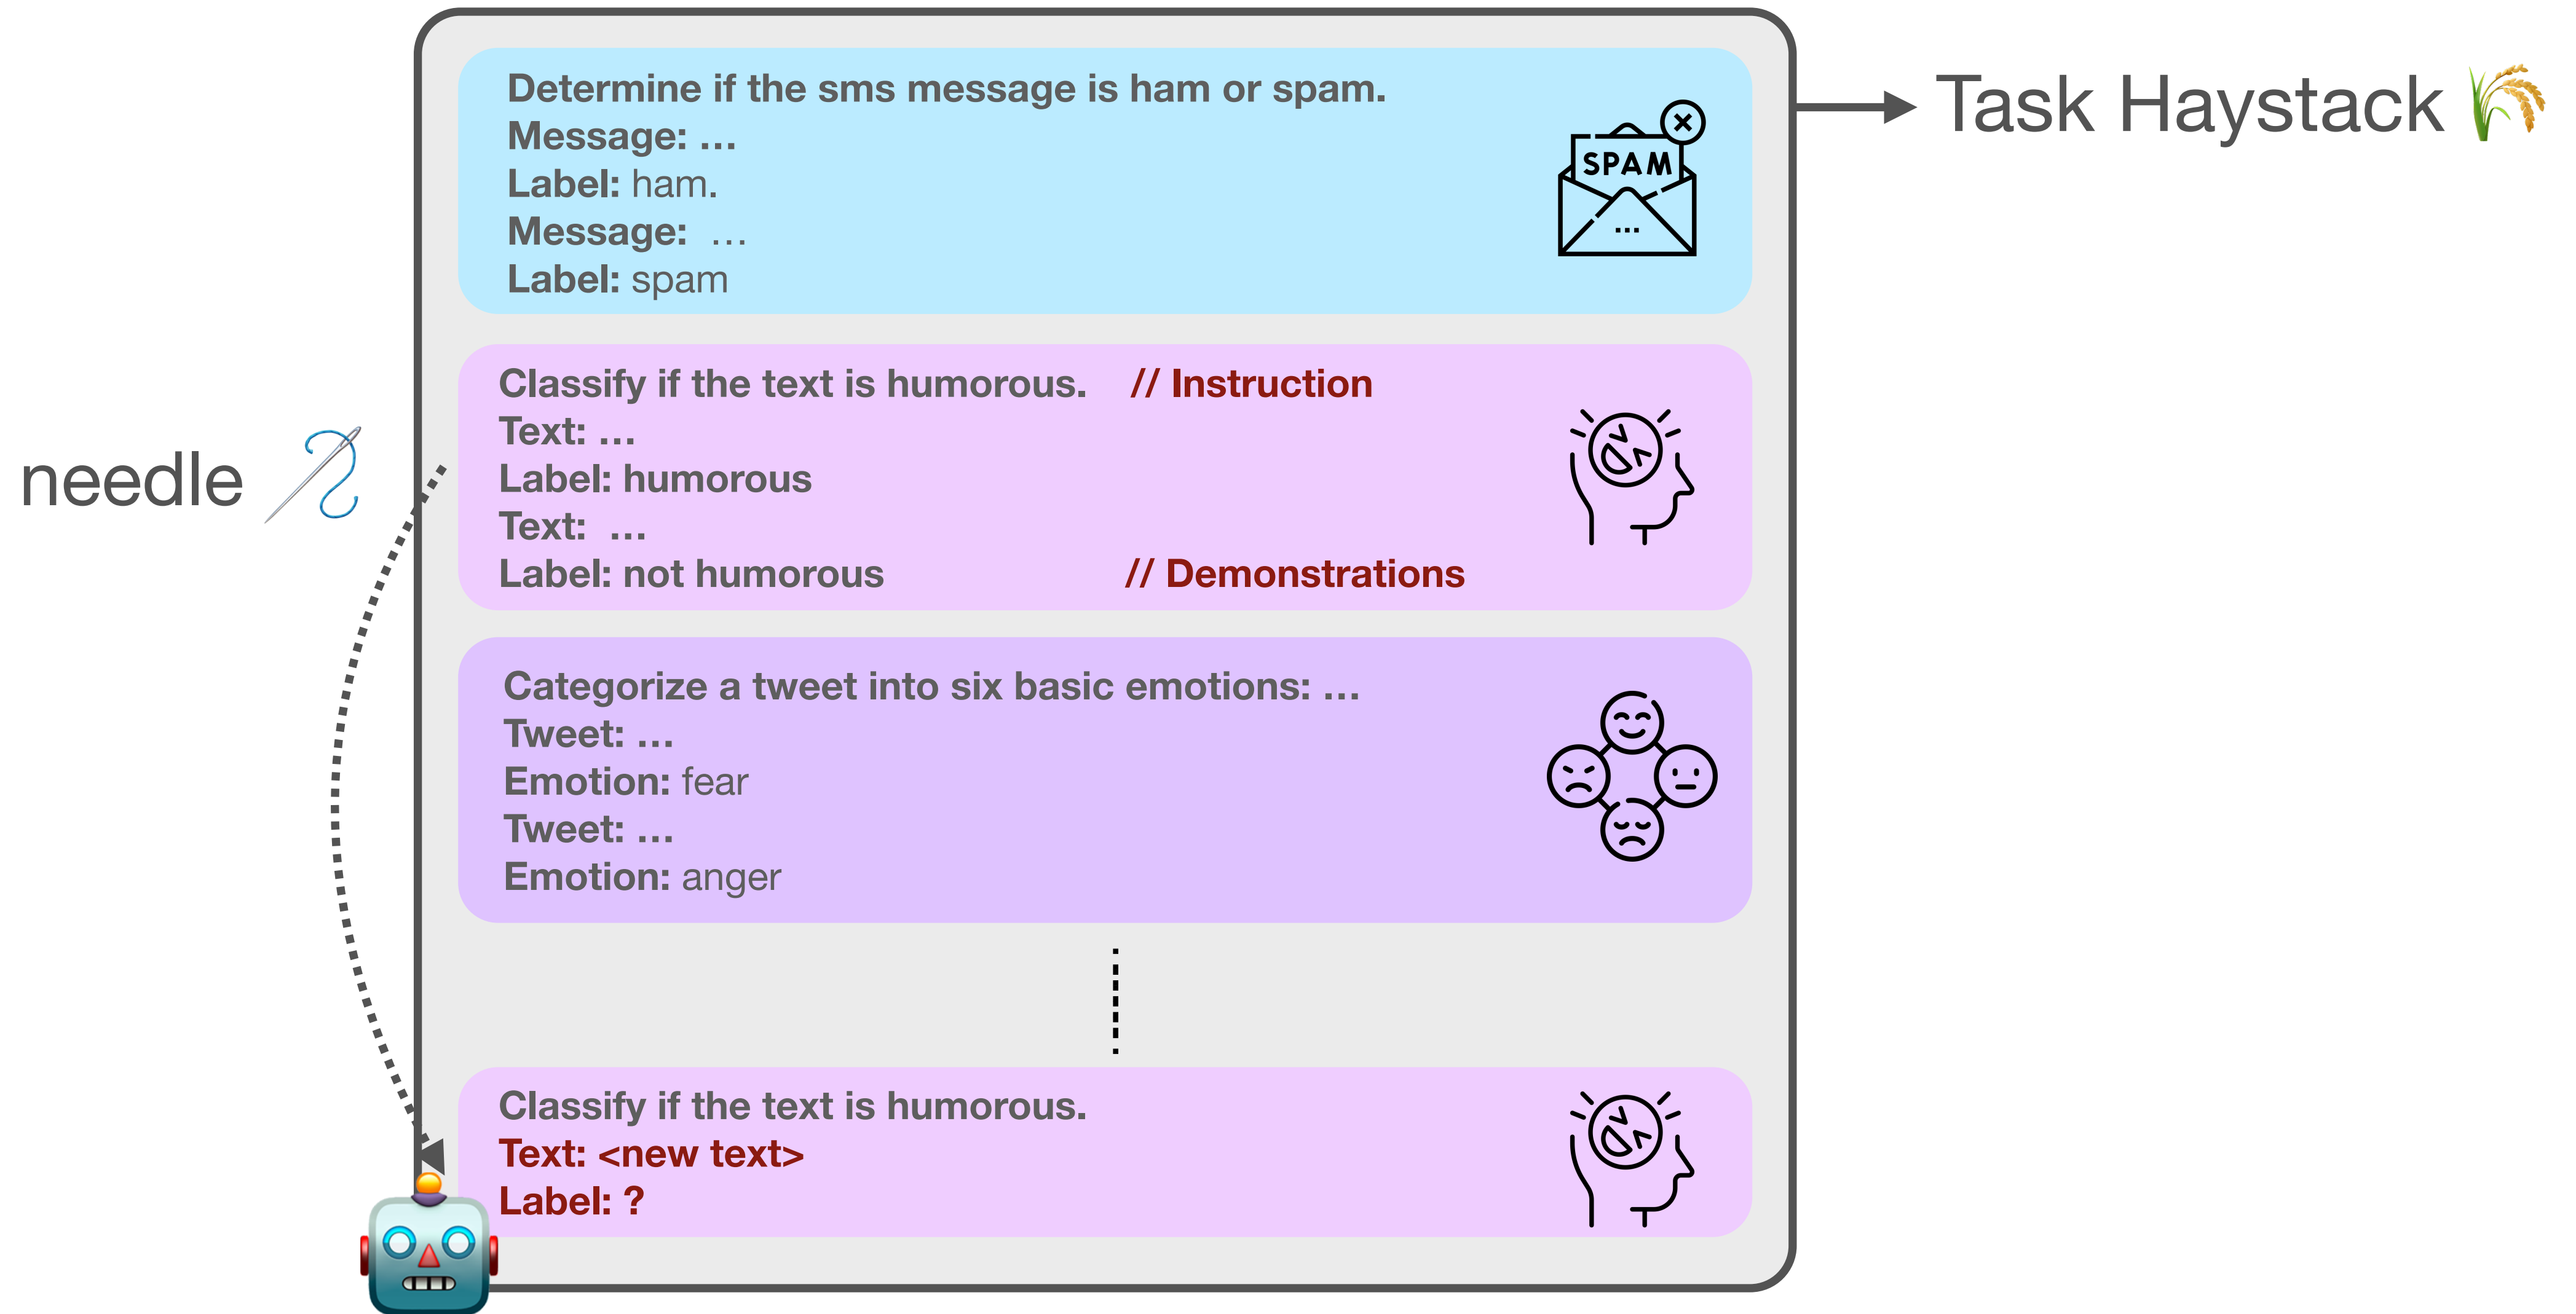 Determine if the sms message is ham or spam.
Message: ...
Label: ham.
Message: ...
Label: spam
SPAM
...
Task Haystack
needle
Classify if the text is humorous. // Instruction
Text: ...
Label: humorous
Text: ...
Label: not humorous // Demonstrations
Categorize a tweet into six basic emotions: ...
Tweet: ...
Emotion: fear
Tweet: ...
Emotion: anger
Classify if the text is humorous.
Text: <new text>
Label: ?